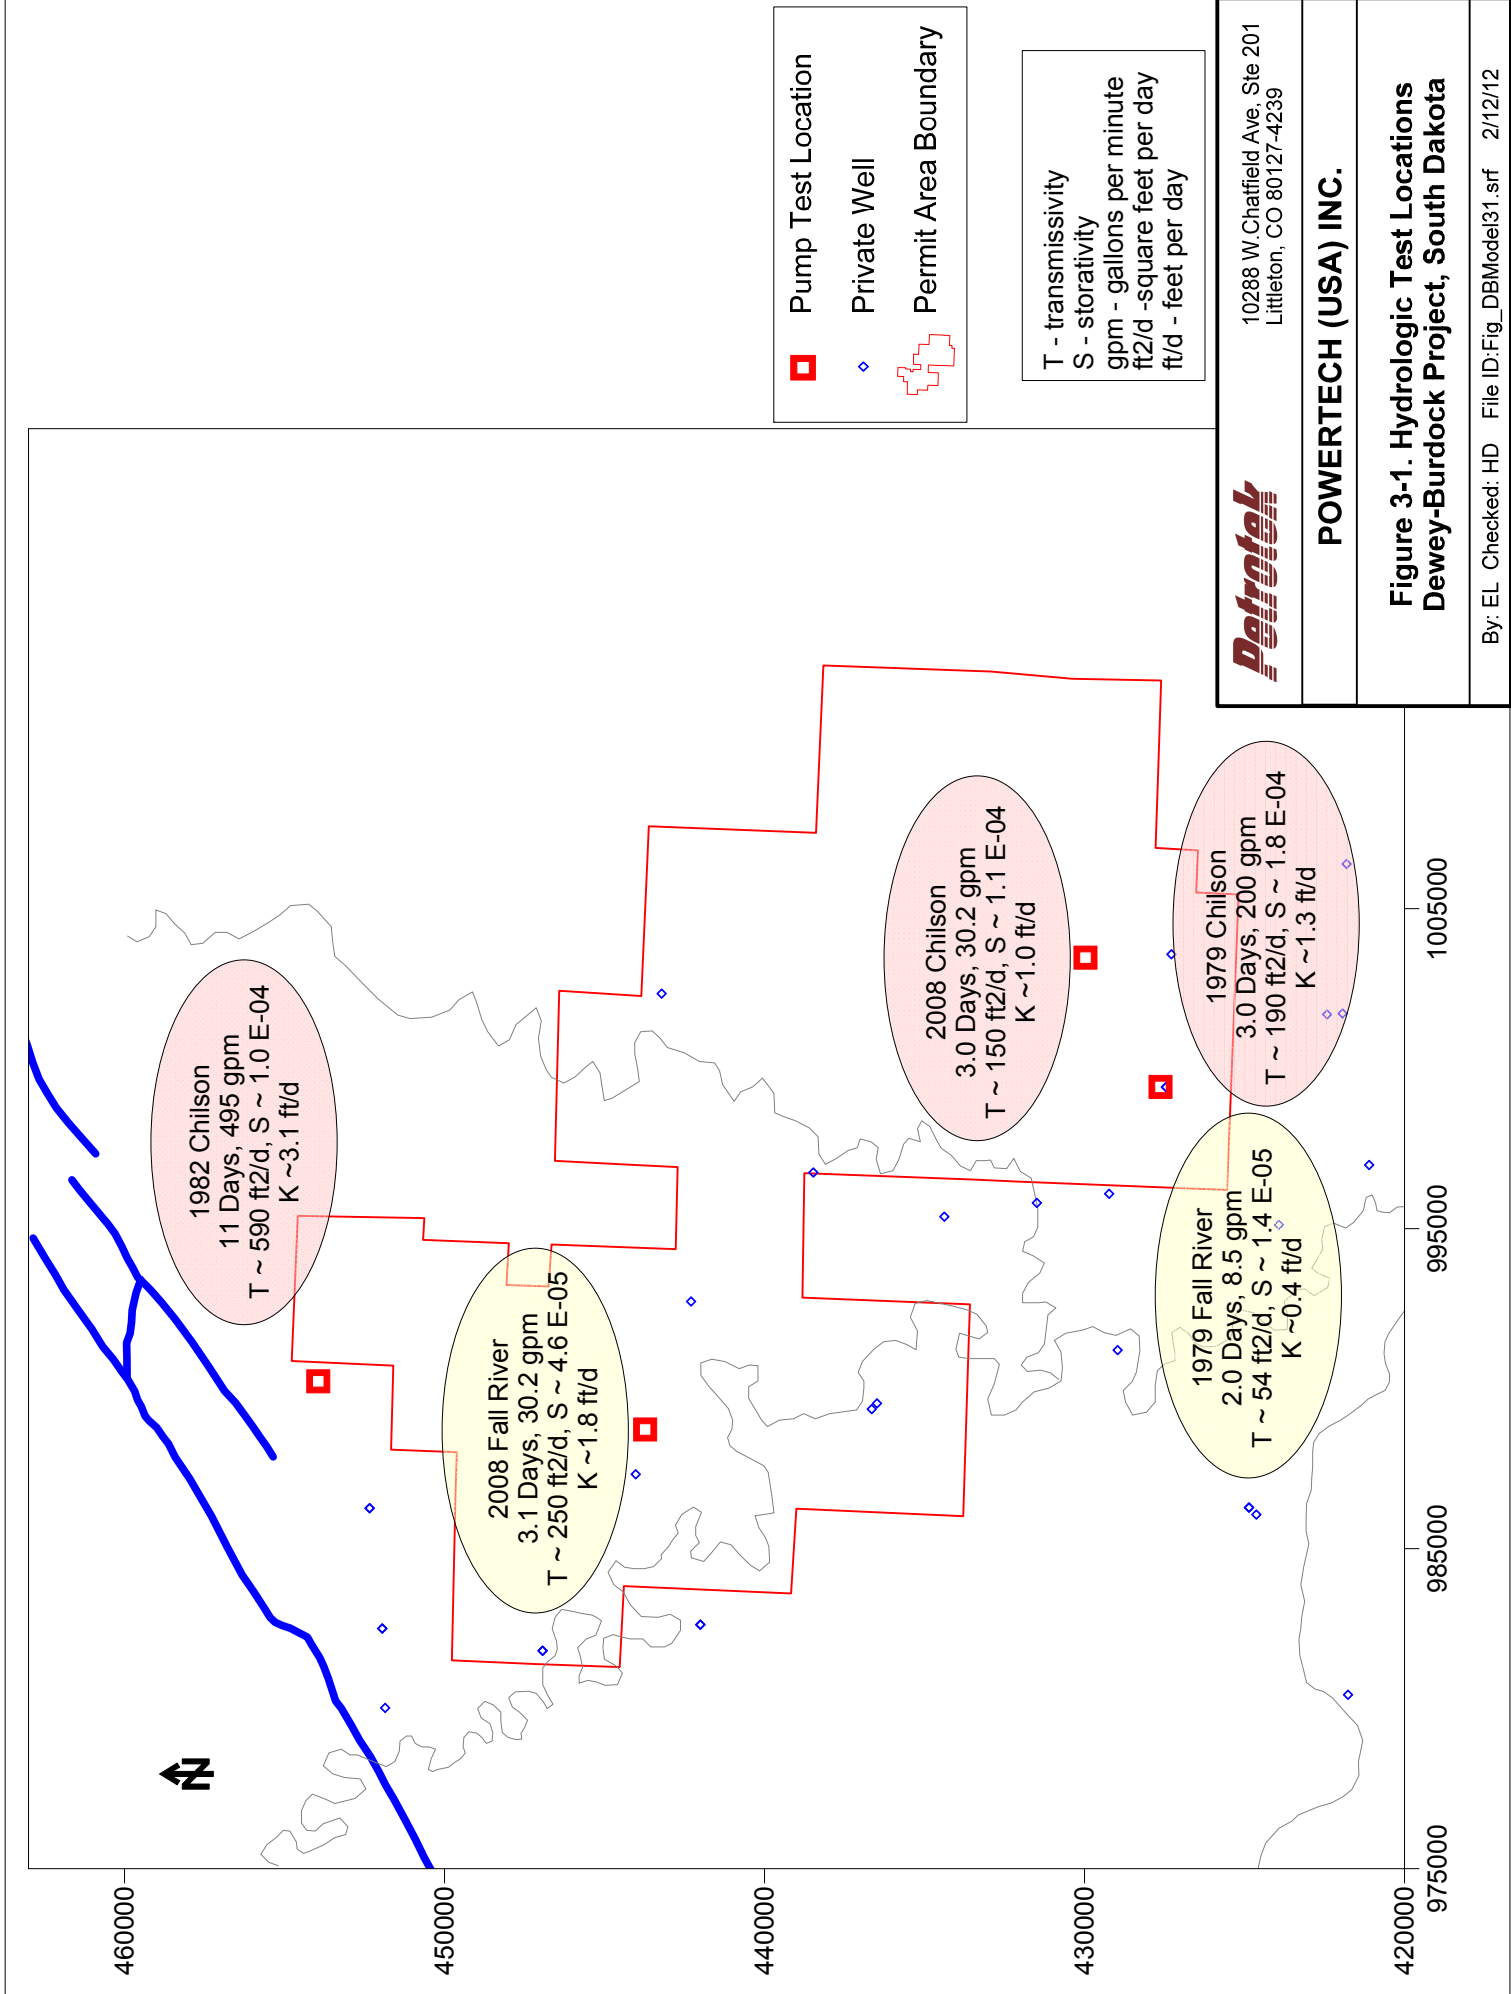 1982 Chilson
11 Days, 495 gpm
T ~ 590 ft2/d, S ~ 1.0 E-04
K ~3.1 ft/d
2008 Fall River
3.1 Days, 30.2 gpm
T ~ 250 ft2/d, S ~ 4.6 E-05
K ~1.8 ft/d
2008 Chilson
3.0 Days, 30.2 gpm
T ~ 150 ft2/d, S ~ 1.1 E-04
K ~1.0 ft/d
1979 Fall River
2.0 Days, 8.5 gpm
T ~ 54 ft2/d, S ~ 1.4 E-05
K ~0.4 ft/d
1979 Chilson
3.0 Days, 200 gpm
T ~ 190 ft2/d, S ~ 1.8 E-04
K ~1.3 ft/d
N
460000
450000
440000
430000
420000
975000
985000
995000
1005000
Pump Test Location
Private Well
Permit Area Boundary
T - transmissivity
S - storativity
gpm - gallons per minute
ft2/d -square feet per day
ft/d - feet per day
Petrotek
10288 W.Chatfield Ave, Ste 201
Littleton, CO 80127-4239
POWERTECH (USA) INC.
Figure 3-1. Hydrologic Test Locations
Dewey-Burdock Project, South Dakota
By: EL Checked: HD File ID:Fig_DBModel31.srf 2/12/12